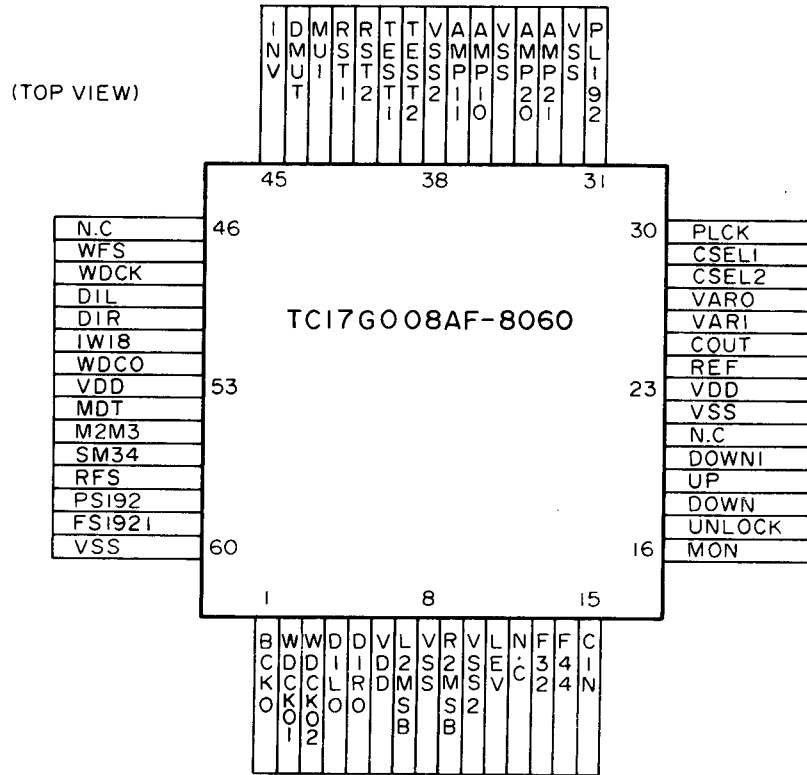 (TOP VIEW)
INV
DMUT
MU1
RST1
RST2
TEST1
TEST2
VSS2
AMP11
AMP10
VSS
AMP20
AMP21
VSS
PL192
45
38
31
N.C
WFS
WDCK
DIL
DIR
IW18
WDCO
VDD
MDT
M2M3
SM34
RFS
PS192
FS1921
VSS
46
53
60
TC17G008AF-8060
30
23
16
PLCK
CSEL1
CSEL2
VARO
VARI
COUT
REF
VDD
VSS
N.C
DOWN1
UP
DOWN
UNLOCK
MON
1
8
15
BCKO
WDCKO1
WDCKO2
DILO
DIRO
VDD
L2MSB
VSS
R2MSB
VSS2
LEV
N.C
F32
F44
CIN